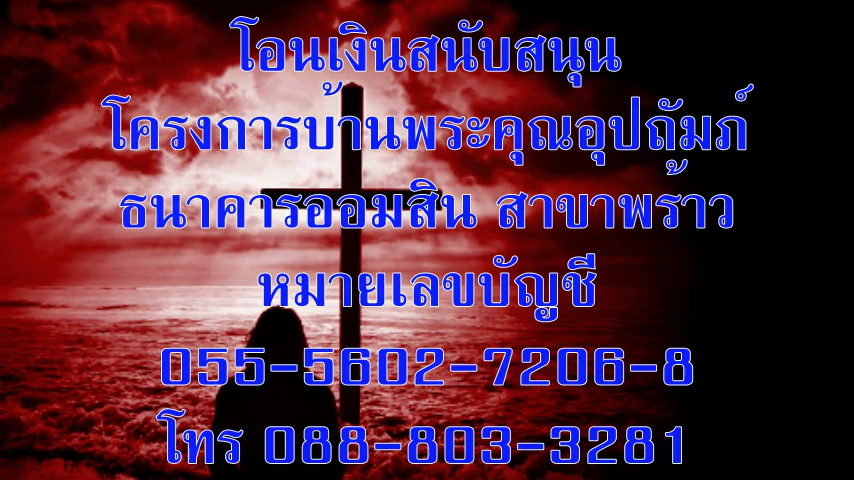 โอนเงินสนับสนุน
โครงการบ้านพระคุณอุปถัมภ์
ธนาคารออมสิน สาขาพร้าว
หมายเลขบัญชี
055-5602-7206-8
โทร 088-803-3281